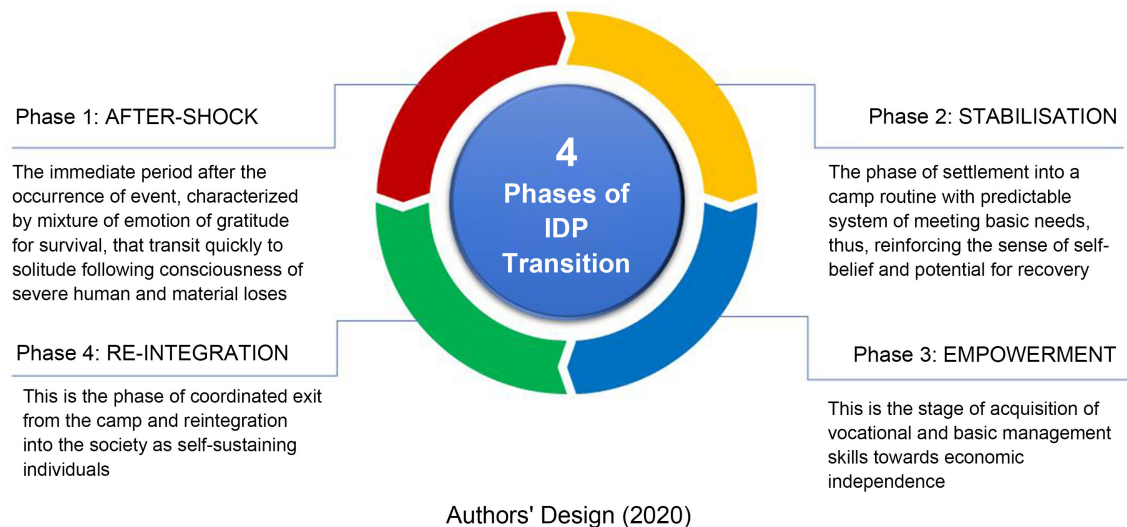 Phase 1: AFTER-SHOCK
The immediate period after the
occurrence of event, characterized
by mixture of emotion of gratitude
for survival, that transit quickly to
solitude following consciousness of
severe human and material loses
4
Phases of
IDP
Transition
Phase 2: STABILISATION
The phase of settlement into a
camp routine with predictable
system of meeting basic needs,
thus, reinforcing the sense of self-
belief and potential for recovery
Phase 3: EMPOWERMENT
This is the stage of acquisition of
vocational and basic management
skills towards economic
independence
Phase 4: RE-INTEGRATION
This is the phase of coordinated exit
from the camp and reintegration
into the society as self-sustaining
individuals
Authors' Design (2020)